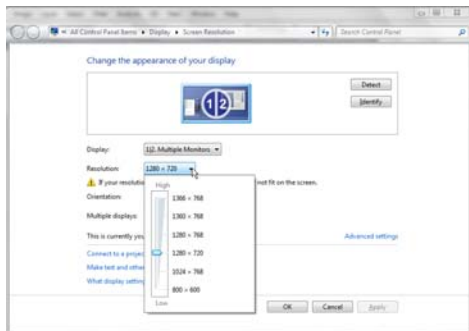 All Control Panel Items ▸ Display ▸ Screen Resolution
Search Control Panel
Change the appearance of your display
1|2
Detect
Identify
Display: 1|2. Multiple Monitors
Resolution: 1280 × 720
If your resolution
not fit on the screen.
High
Orientation:
1366 × 768
Multiple displays:
1360 × 768
1280 × 768
This is currently
Advanced settings
1280 × 720
Connect to a
Make text and other
1024 × 768
What display
800 × 600
Low
OK Cancel Apply